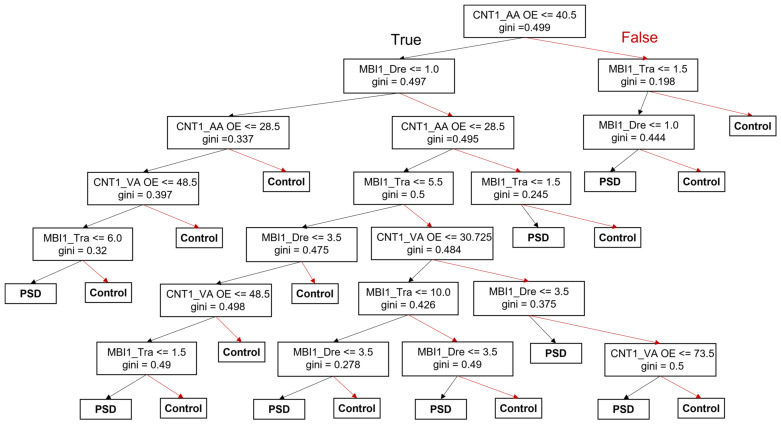 CNT1_AA OE <= 40.5
gini =0.499
True
False
MBI1_Dre <= 1.0
gini = 0.497
MBI1_Tra <= 1.5
gini = 0.198
CNT1_AA OE <= 28.5
gini =0.337
CNT1_AA OE <= 28.5
gini =0.495
MBI1_Dre <= 1.0
gini = 0.444
Control
CNT1_VA OE <= 48.5
gini = 0.397
Control
MBI1_Tra <= 5.5
gini = 0.5
MBI1_Tra <= 1.5
gini = 0.245
PSD
Control
MBI1_Tra <= 6.0
gini = 0.32
Control
MBI1_Dre <= 3.5
gini = 0.475
CNT1_VA OE <= 30.725
gini = 0.484
PSD
Control
PSD
Control
CNT1_VA OE <= 48.5
gini = 0.498
Control
MBI1_Tra <= 10.0
gini = 0.426
MBI1_Dre <= 3.5
gini = 0.375
MBI1_Tra <= 1.5
gini = 0.49
Control
MBI1_Dre <= 3.5
gini = 0.278
MBI1_Dre <= 3.5
gini = 0.49
PSD
CNT1_VA OE <= 73.5
gini = 0.5
PSD
Control
PSD
Control
PSD
Control
PSD
Control